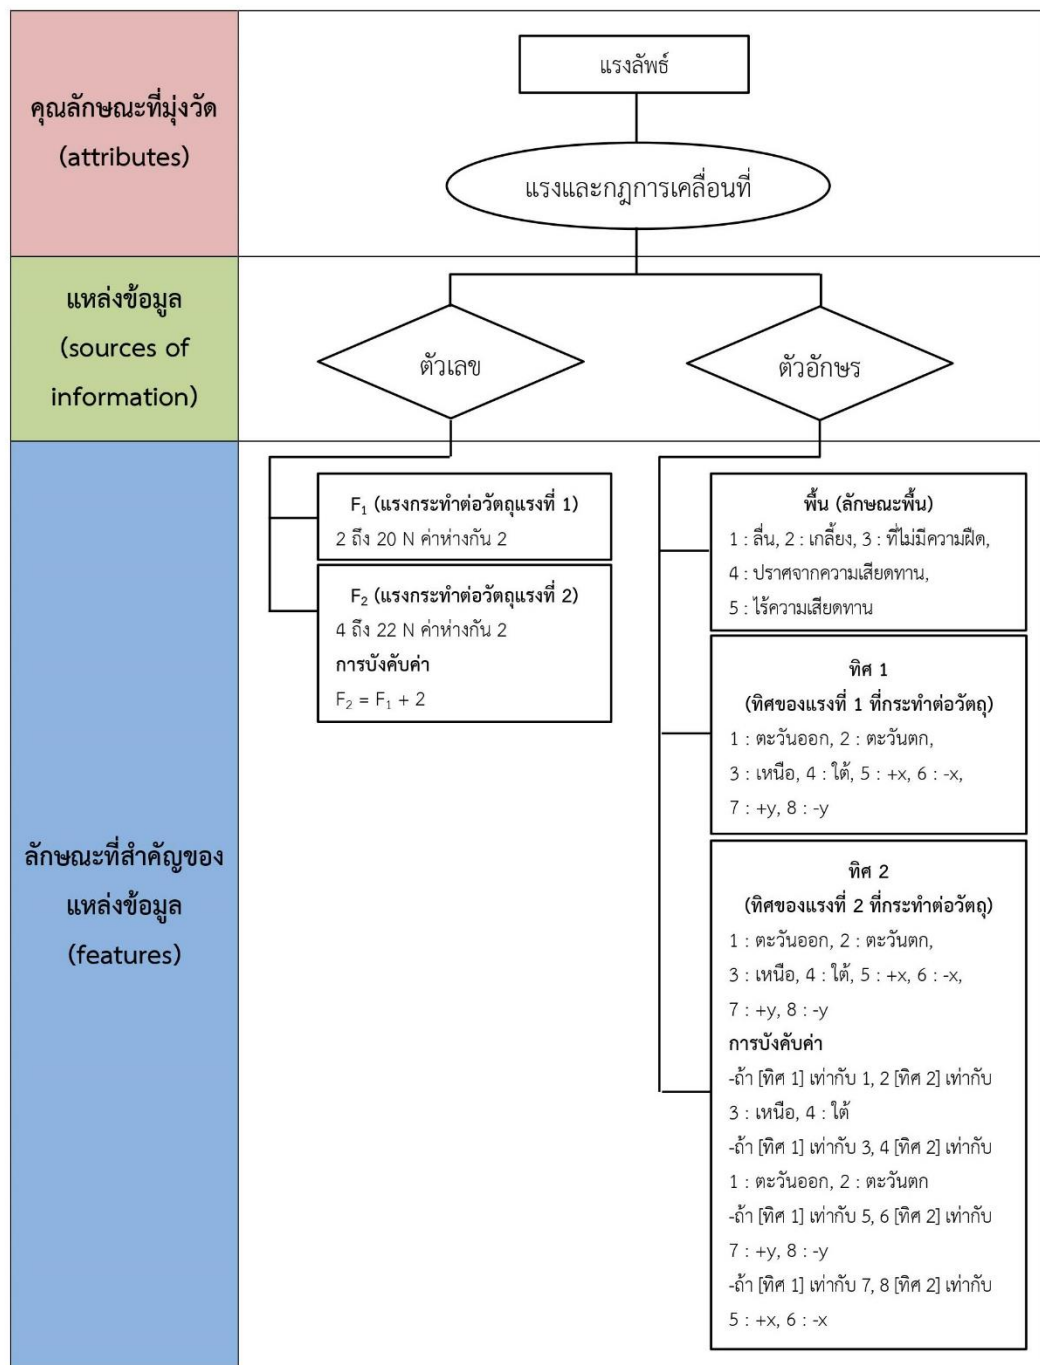 คุณลักษณะที่มุ่งวัด
(attributes)
แรงลัพธ์
แรงและกฎการเคลื่อนที่
แหล่งข้อมูล
(sources of
information)
ตัวเลข
ตัวอักษร
ลักษณะที่สำคัญของ
แหล่งข้อมูล
(features)
F₁ (แรงกระทำต่อวัตถุแรงที่ 1)
2 ถึง 20 N ค่าห่างกัน 2
F₂ (แรงกระทำต่อวัตถุแรงที่ 2)
4 ถึง 22 N ค่าห่างกัน 2
การบังคับค่า
F₂ = F₁ + 2
พื้น (ลักษณะพื้น)
1 : ลื่น, 2 : เกลี้ยง, 3 : ที่ไม่มีความฝืด,
4 : ปราศจากความเสียดทาน,
5 : ไร้ความเสียดทาน
ทิศ 1
(ทิศของแรงที่ 1 ที่กระทำต่อวัตถุ)
1 : ตะวันออก, 2 : ตะวันตก,
3 : เหนือ, 4 : ใต้, 5 : +x, 6 : -x,
7 : +y, 8 : -y
ทิศ 2
(ทิศของแรงที่ 2 ที่กระทำต่อวัตถุ)
1 : ตะวันออก, 2 : ตะวันตก,
3 : เหนือ, 4 : ใต้, 5 : +x, 6 : -x,
7 : +y, 8 : -y
การบังคับค่า
-ถ้า [ทิศ 1] เท่ากับ 1, 2 [ทิศ 2] เท่ากับ
3 : เหนือ, 4 : ใต้
-ถ้า [ทิศ 1] เท่ากับ 3, 4 [ทิศ 2] เท่ากับ
1 : ตะวันออก, 2 : ตะวันตก
-ถ้า [ทิศ 1] เท่ากับ 5, 6 [ทิศ 2] เท่ากับ
7 : +y, 8 : -y
-ถ้า [ทิศ 1] เท่ากับ 7, 8 [ทิศ 2] เท่ากับ
5 : +x, 6 : -x